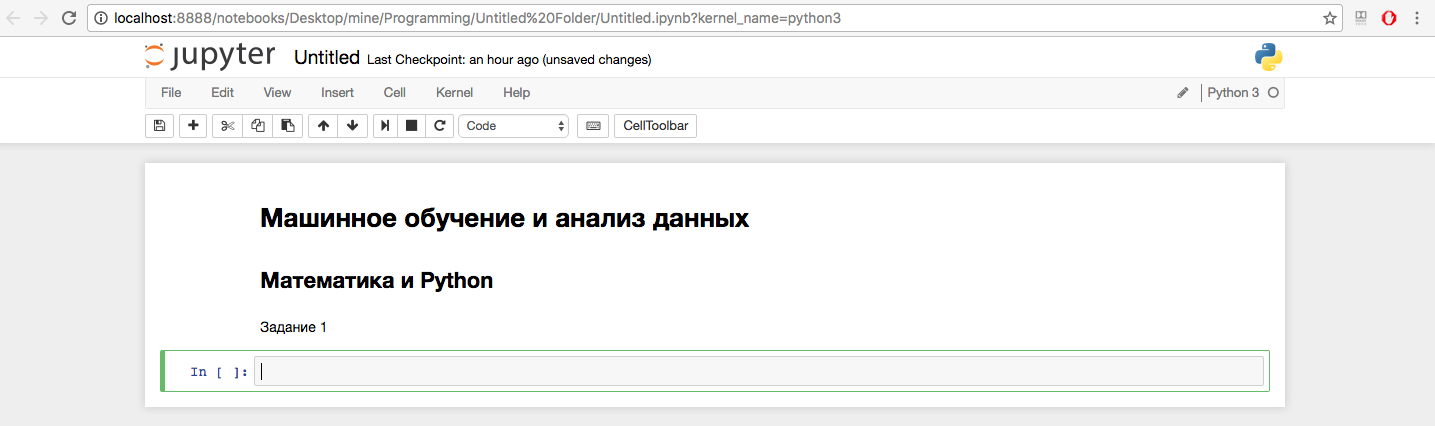 localhost:8888/notebooks/Desktop/mine/Programming/Untitled%20Folder/Untitled.ipynb?kernel_name=python3
jupyter Untitled Last Checkpoint: an hour ago (unsaved changes)
File Edit View Insert Cell Kernel Help Python 3
Code CellToolbar
Машинное обучение и анализ данных
Математика и Python
Задание 1
In [ ]: